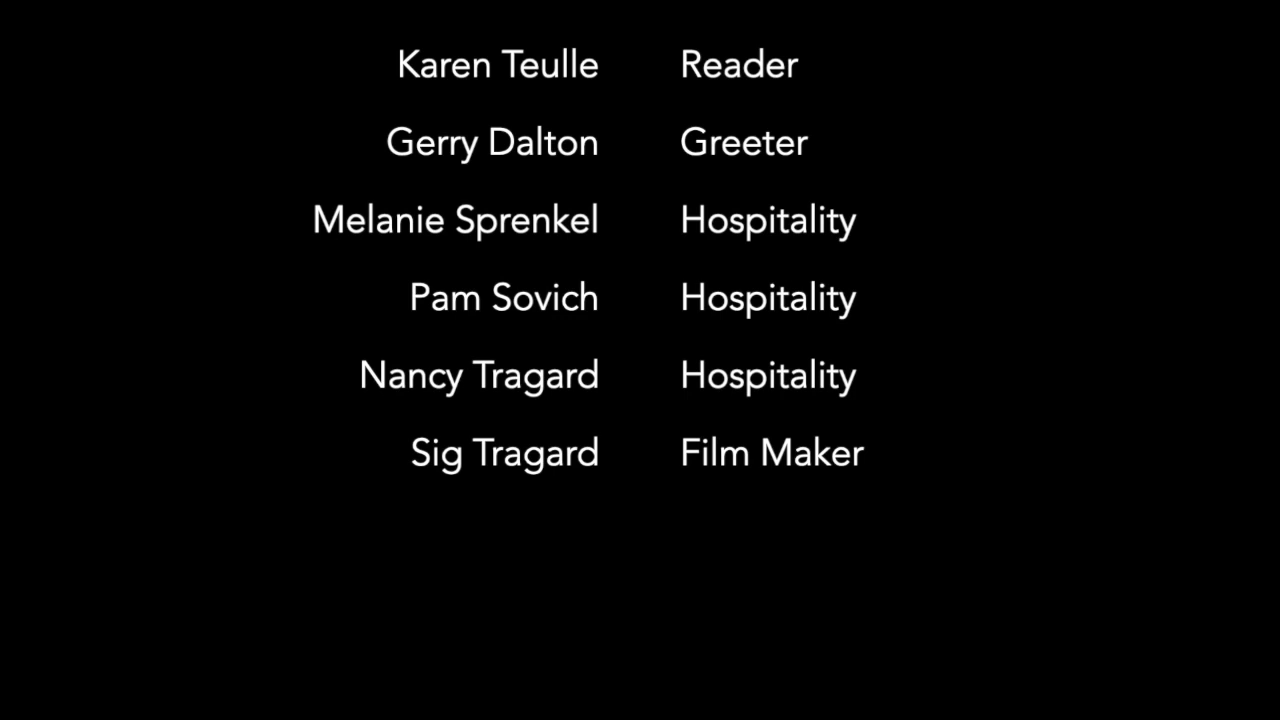 Karen Teulle Reader
Gerry Dalton Greeter
Melanie Sprenkel Hospitality
Pam Sovich Hospitality
Nancy Tragard Hospitality
Sig Tragard Film Maker